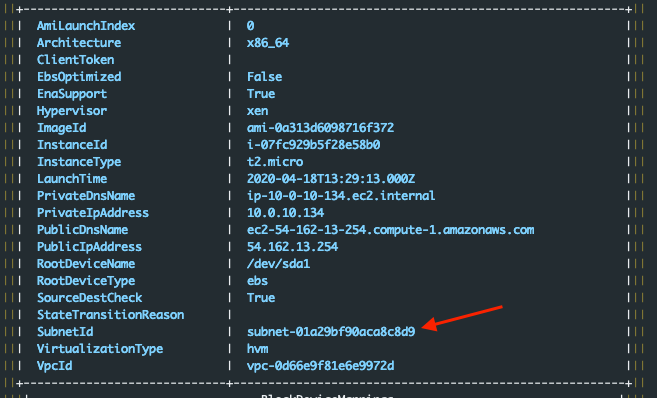 AmiLaunchIndex | 0
Architecture | x86_64
ClientToken |
EbsOptimized | False
EnaSupport | True
Hypervisor | xen
ImageId | ami-0a313d6098716f372
InstanceId | i-07fc929b5f28e58b0
InstanceType | t2.micro
LaunchTime | 2020-04-18T13:29:13.000Z
PrivateDnsName | ip-10-0-10-134.ec2.internal
PrivateIpAddress | 10.0.10.134
PublicDnsName | ec2-54-162-13-254.compute-1.amazonaws.com
PublicIpAddress | 54.162.13.254
RootDeviceName | /dev/sda1
RootDeviceType | ebs
SourceDestCheck | True
StateTransitionReason |
SubnetId | subnet-01a29bf90aca8c8d9
VirtualizationType | hvm
VpcId | vpc-0d66e9f81e6e9972d
BlockDeviceMappings